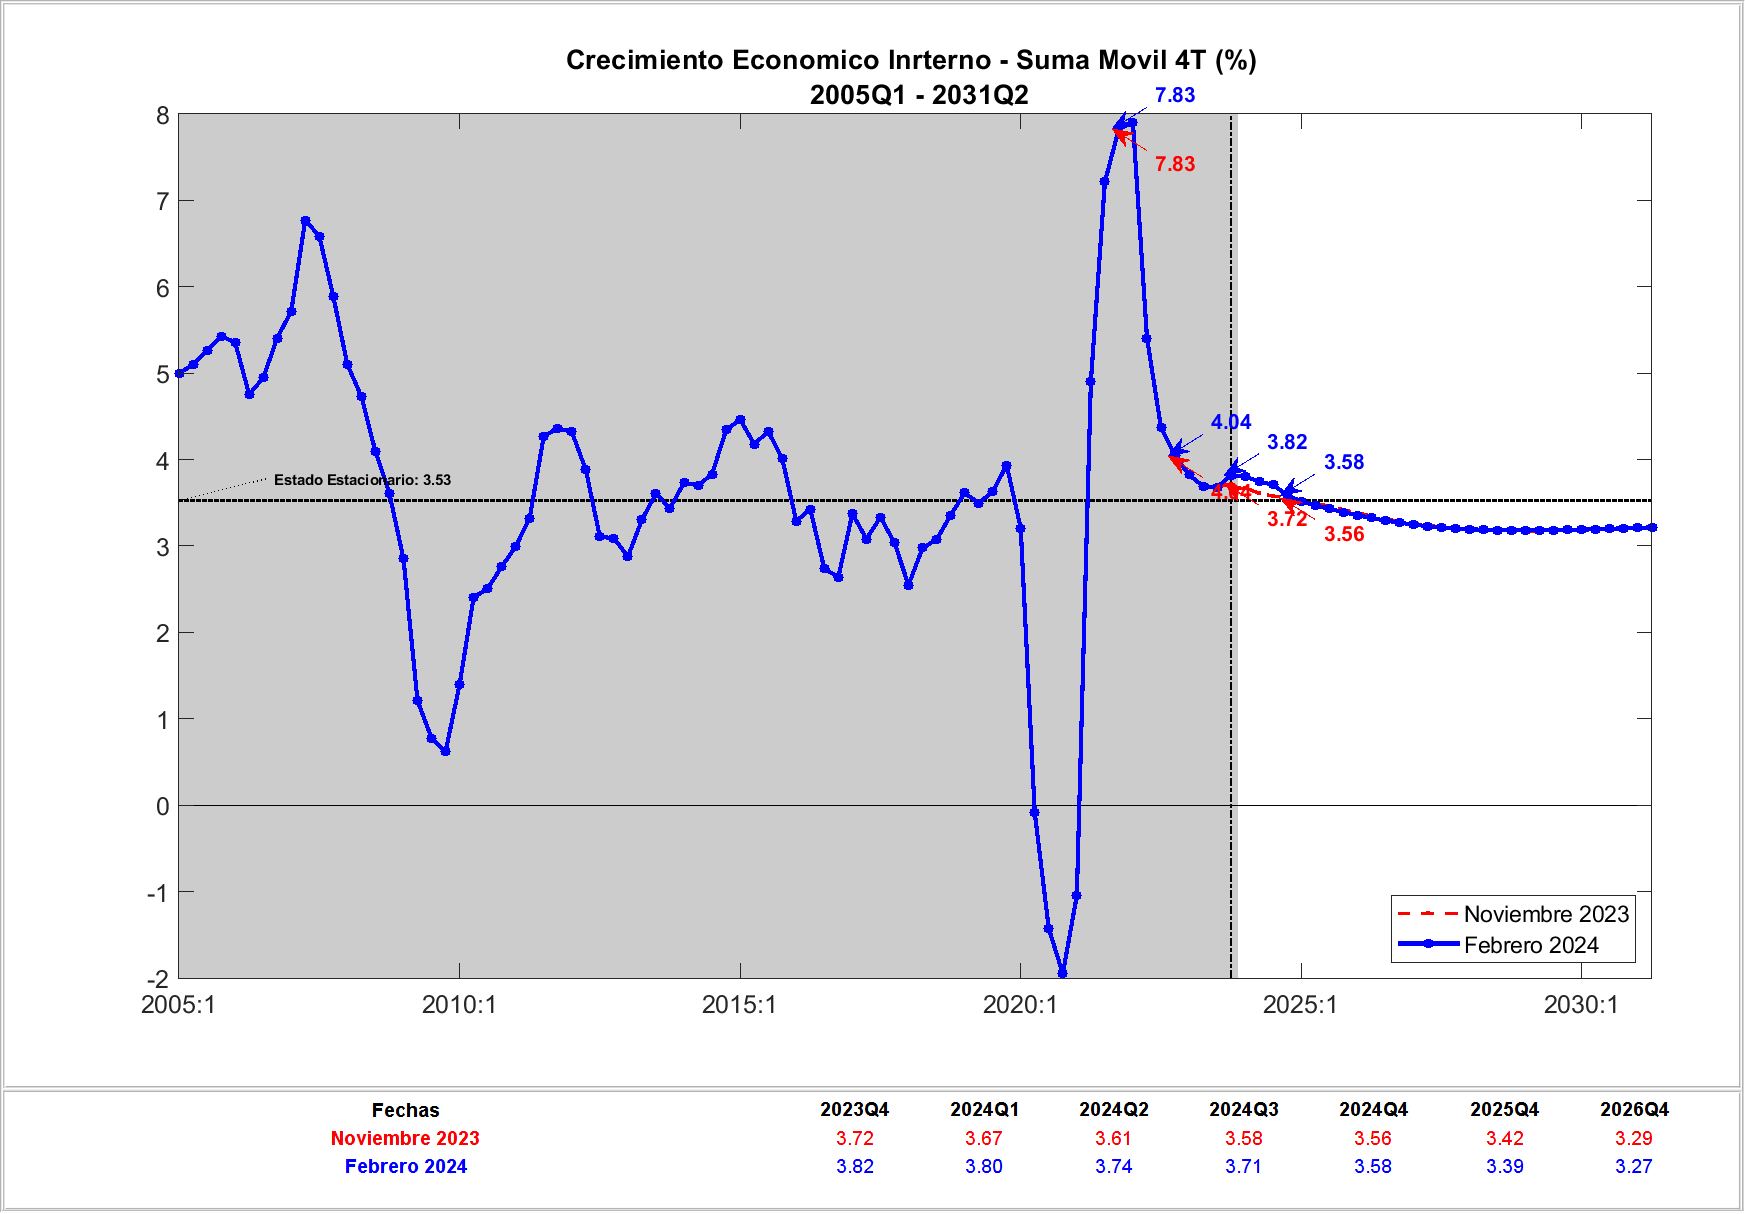 Crecimiento Economico Inrterno - Suma Movil 4T (%)
2005Q1 - 2031Q2
7.83
7.83
8
7
6
5
4
3
2
1
0
-1
-2
4.04
3.82
3.58
Estado Estacionario: 3.53
4.04
3.72
3.56
Noviembre 2023
Febrero 2024
2005:1 2010:1 2015:1 2020:1 2025:1 2030:1
Fechas 2023Q4 2024Q1 2024Q2 2024Q3 2024Q4 2025Q4 2026Q4
Noviembre 2023 3.72 3.67 3.61 3.58 3.56 3.42 3.29
Febrero 2024 3.82 3.80 3.74 3.71 3.58 3.39 3.27